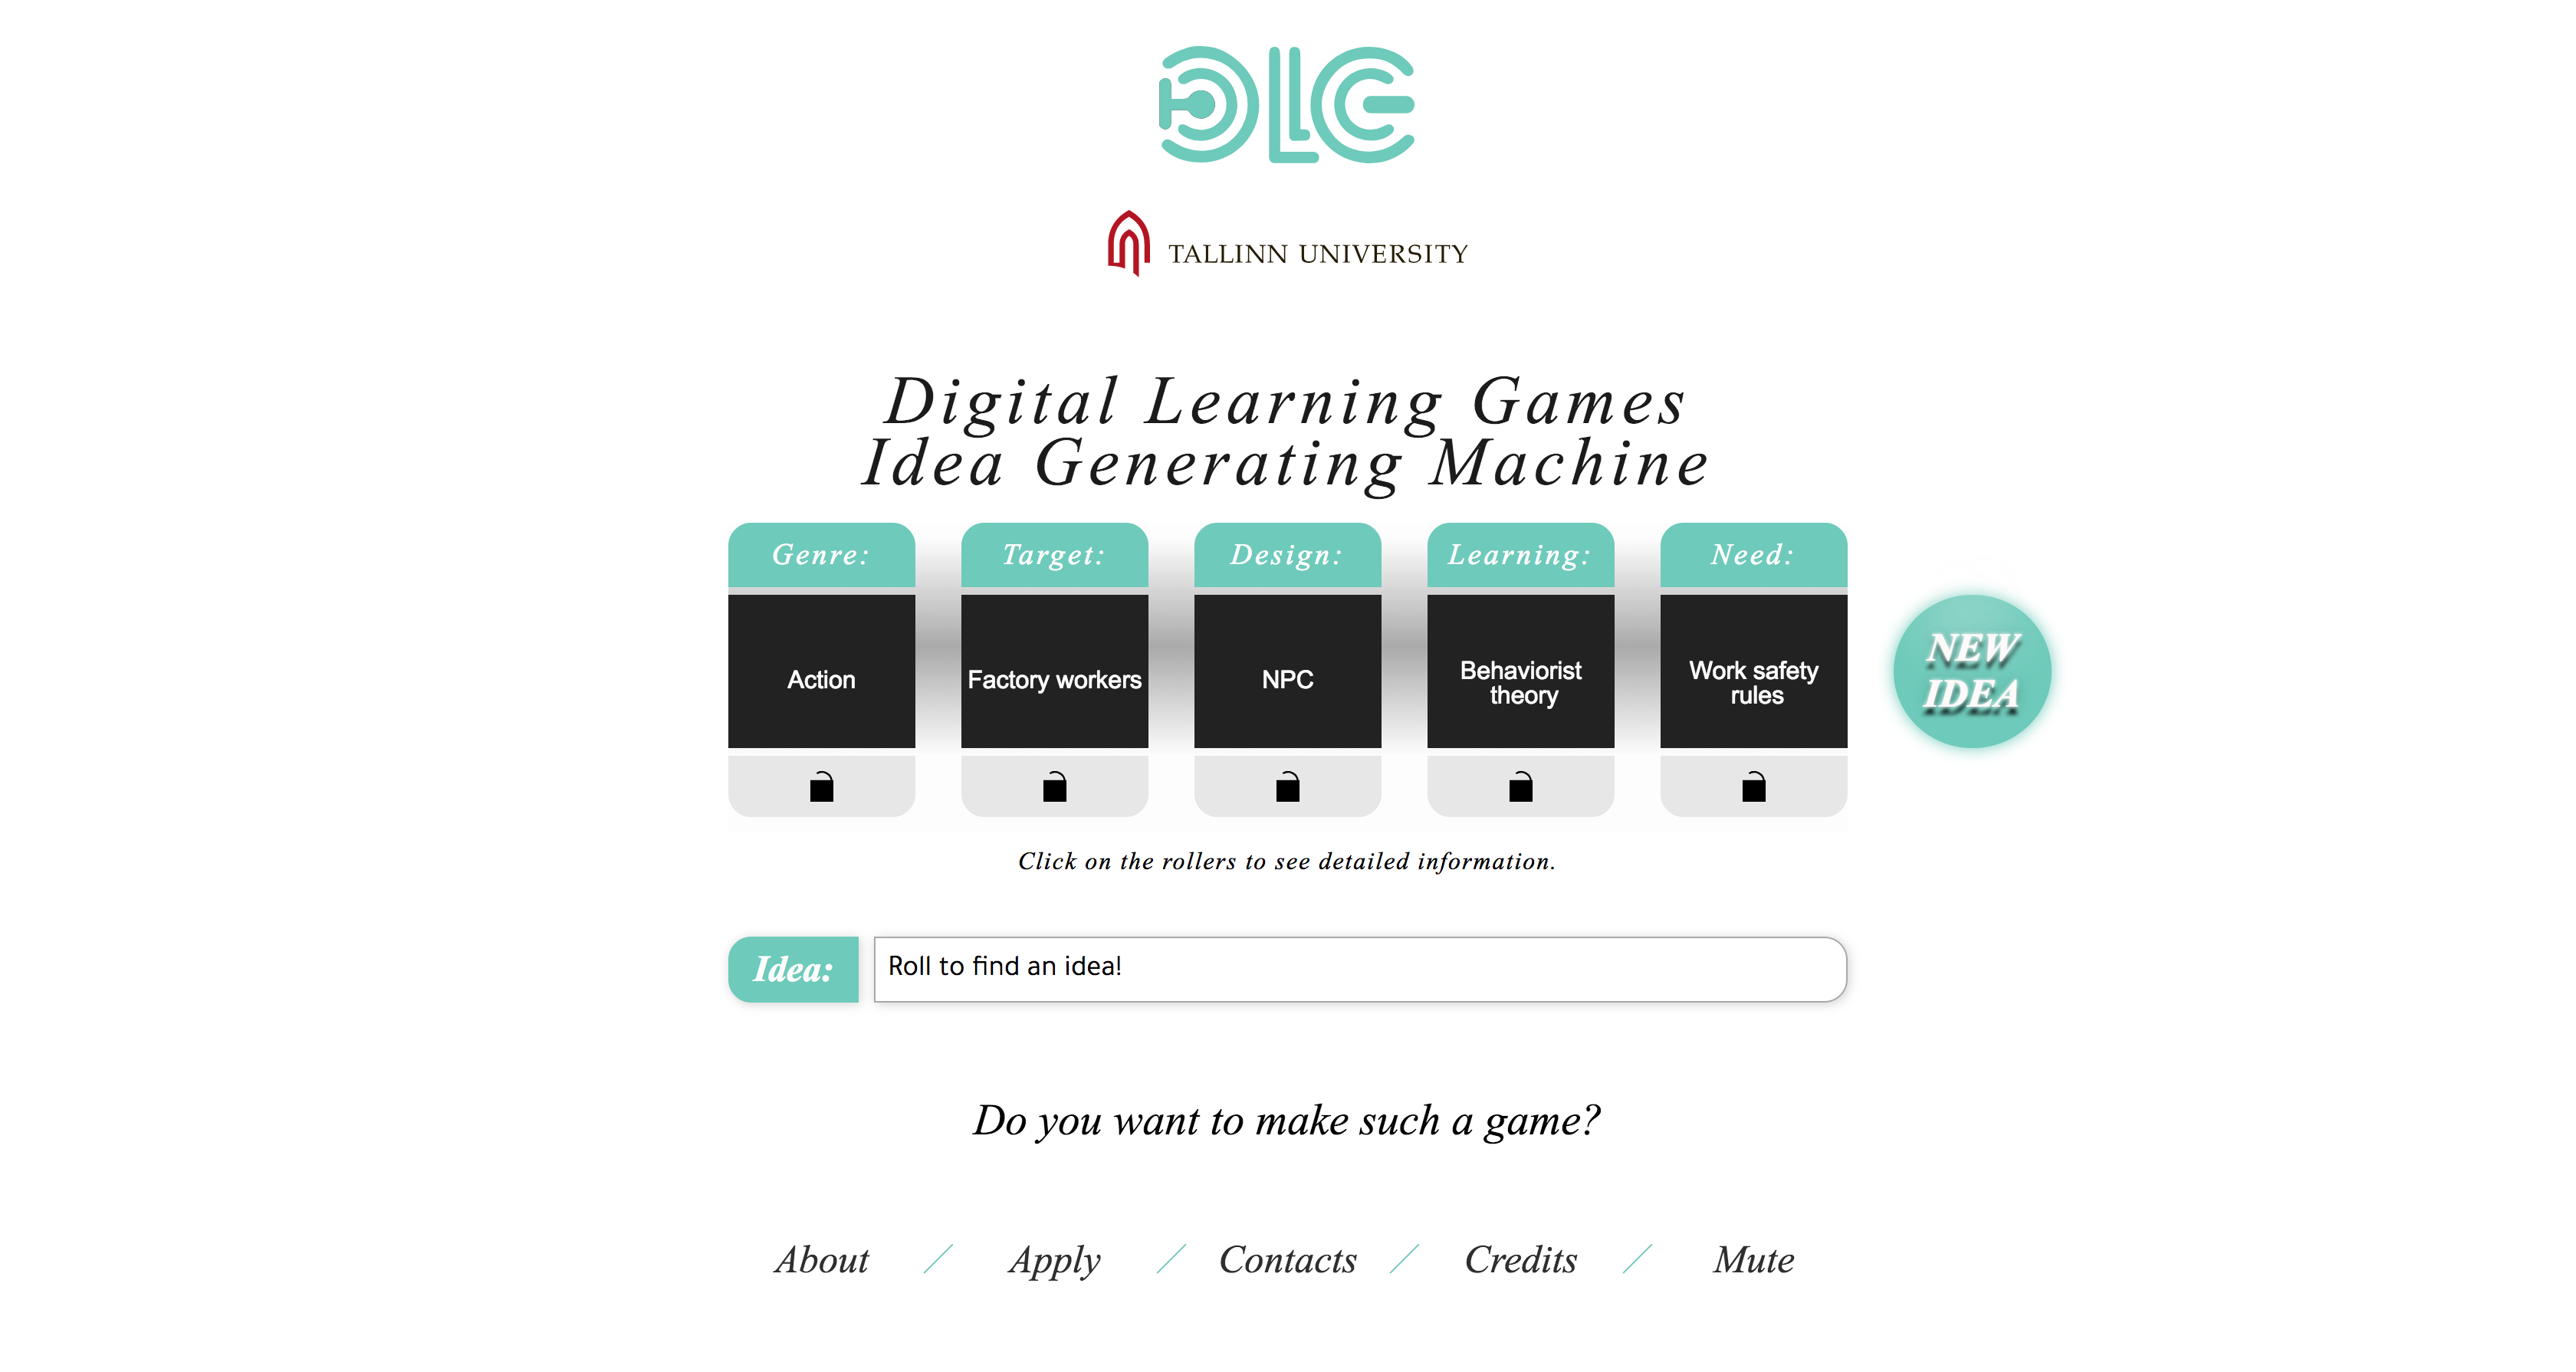 DLG
TALLINN UNIVERSITY
Digital Learning Games
Idea Generating Machine
Genre:
Target:
Design:
Learning:
Need:
Action
Factory workers
NPC
Behaviorist
theory
Work safety
rules
NEW
IDEA
Click on the rollers to see detailed information.
Idea:
Roll to find an idea!
Do you want to make such a game?
About
Apply
Contacts
Credits
Mute